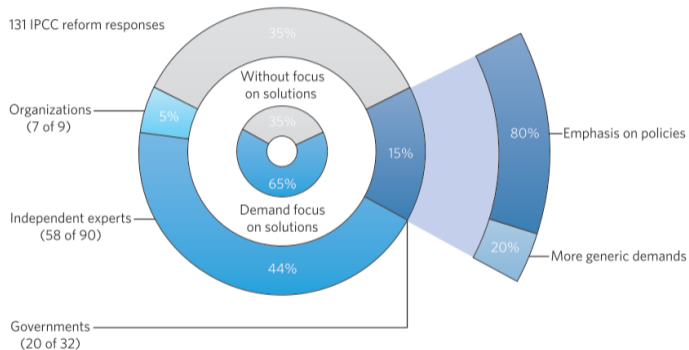 131 IPCC reform responses
35%
Without focus
on solutions
35%
Organizations
(7 of 9)
5%
15%
80%
Emphasis on policies
65%
Demand focus
on solutions
Independent experts
(58 of 90)
44%
20%
More generic demands
Governments
(20 of 32)